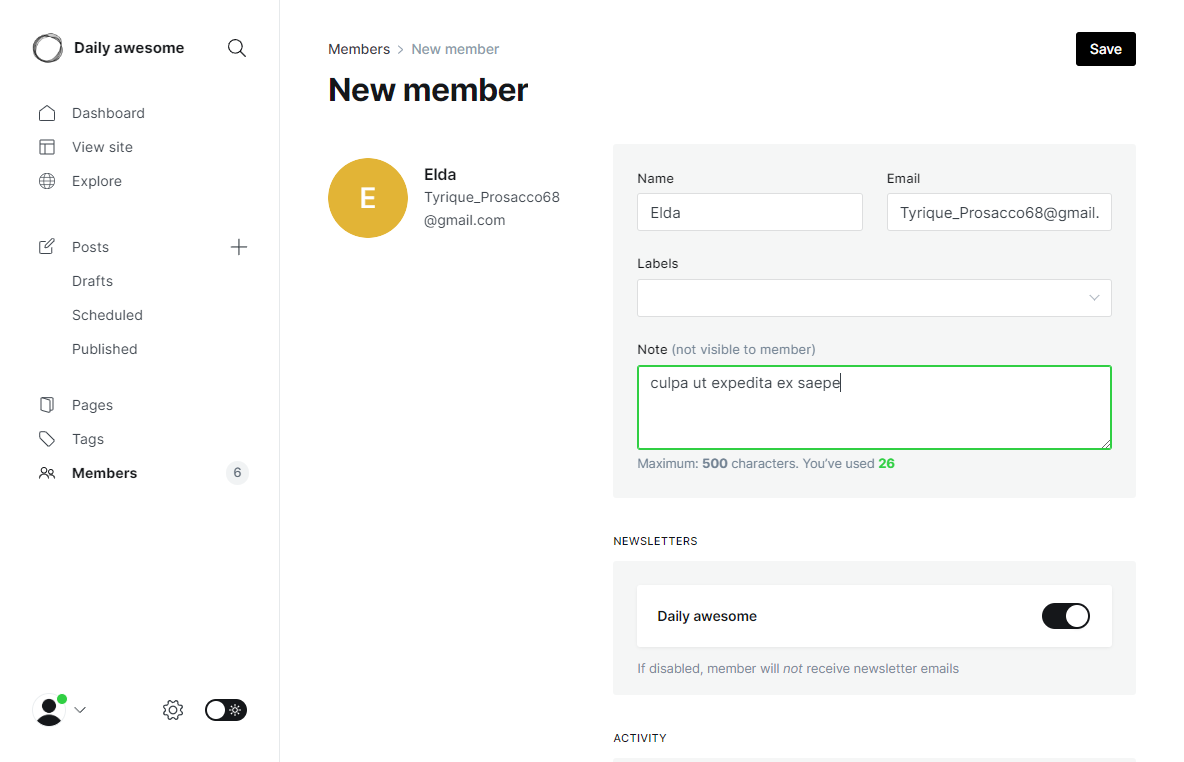 Daily awesome
Dashboard
View site
Explore
Posts
Drafts
Scheduled
Published
Pages
Tags
Members 6
Members > New member
Save
New member
E
Elda
Tyrique_Prosacco68
@gmail.com
Name
Elda
Email
Tyrique_Prosacco68@gmail.
Labels
Note (not visible to member)
culpa ut expedita ex saepe
Maximum: 500 characters. You've used 26
NEWSLETTERS
Daily awesome
If disabled, member will not receive newsletter emails
ACTIVITY